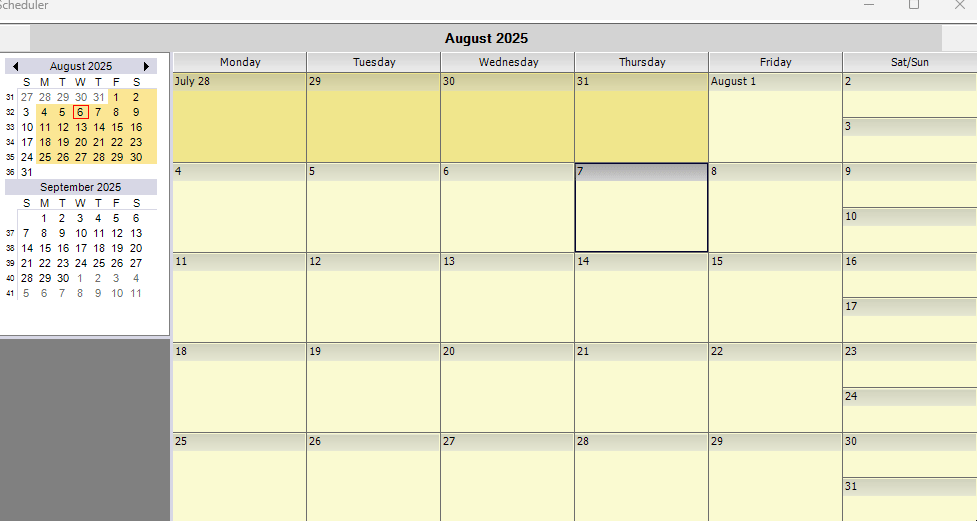 Scheduler
August 2025
August 2025
S M T W T F S
31 27 28 29 30 31 1 2
32 3 4 5 6 7 8 9
33 10 11 12 13 14 15 16
34 17 18 19 20 21 22 23
35 24 25 26 27 28 29 30
36 31
September 2025
S M T W T F S
1 2 3 4 5 6
37 7 8 9 10 11 12 13
38 14 15 16 17 18 19 20
39 21 22 23 24 25 26 27
40 28 29 30 1 2 3 4
41 5 6 7 8 9 10 11
Monday Tuesday Wednesday Thursday Friday Sat/Sun
July 28 29 30 31 August 1 2
3
4 5 6 7 8 9
10
11 12 13 14 15 16
17
18 19 20 21 22 23
24
25 26 27 28 29 30
31